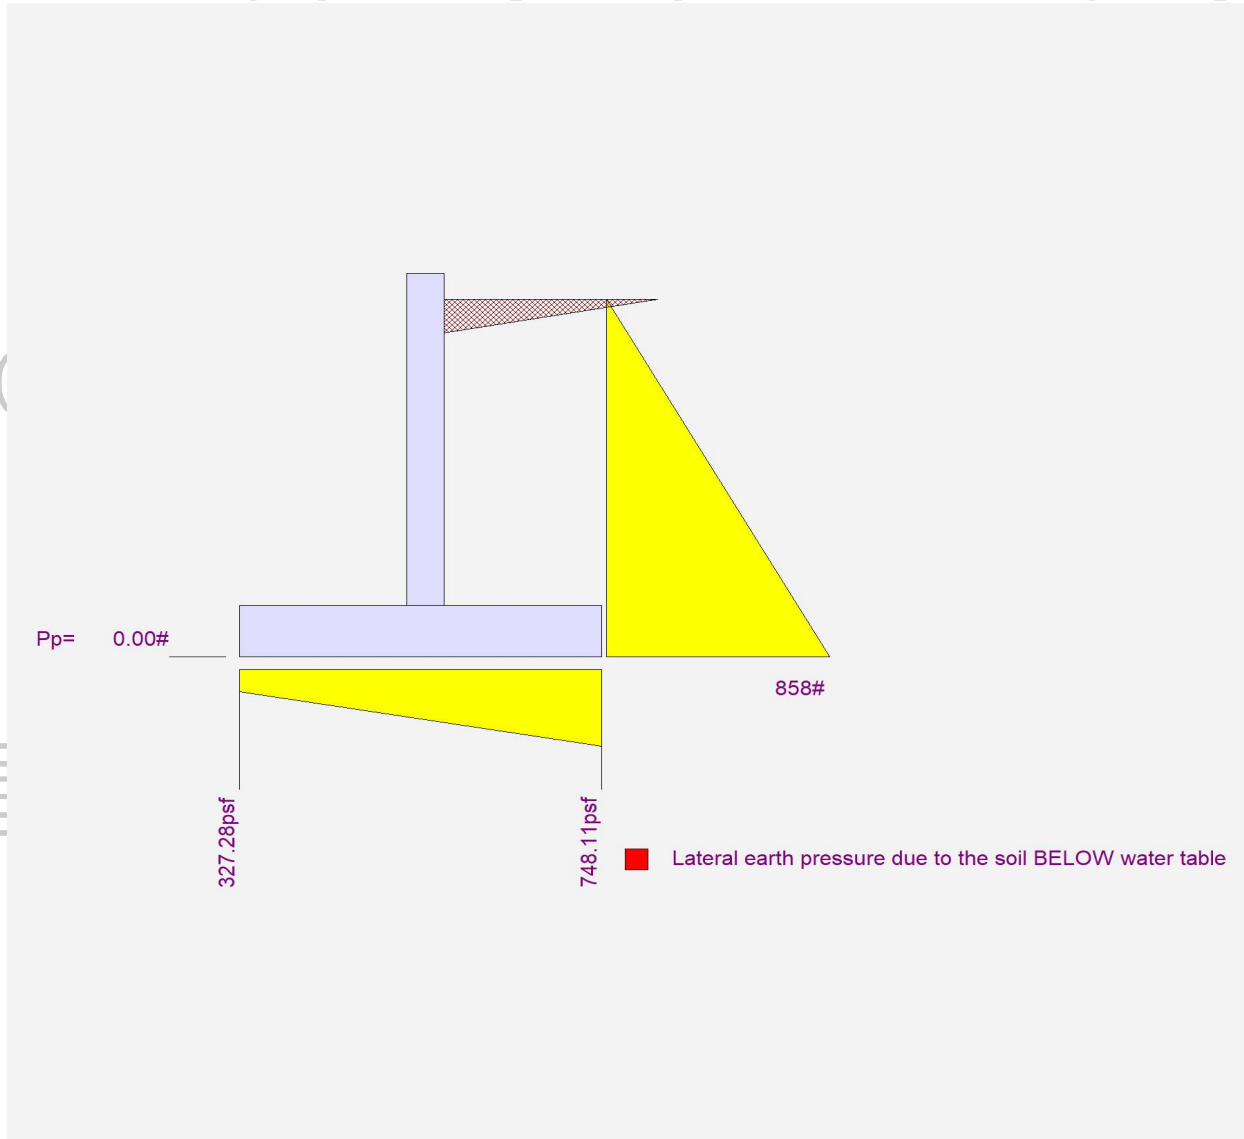 Pp= 0.00#
858#
327.28psf
748.11psf
Lateral earth pressure due to the soil BELOW water table